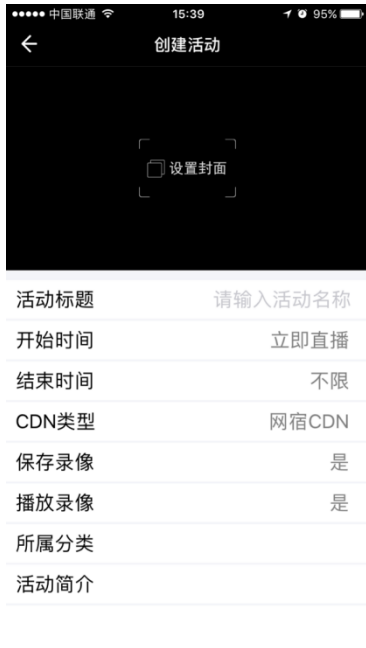 中国联通 15:39 95%
创建活动
设置封面
活动标题 请输入活动名称
开始时间 立即直播
结束时间 不限
CDN类型 网宿CDN
保存录像 是
播放录像 是
所属分类
活动简介